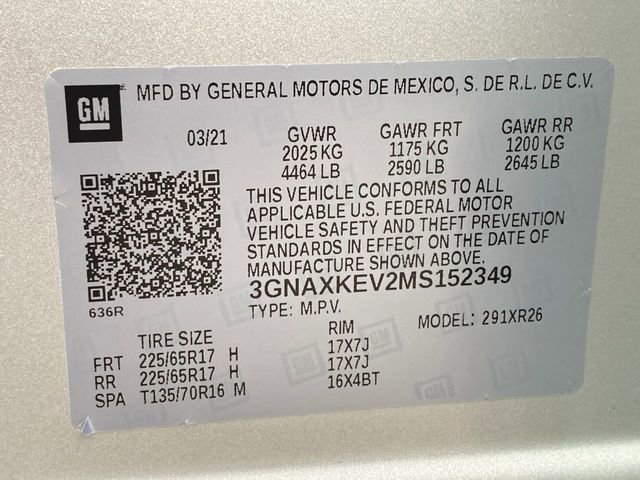 GM
MFD BY GENERAL MOTORS DE MEXICO, S. DE R.L. DE C.V.
03/21 GVWR GAWR FRT GAWR RR
2025 KG 1175 KG 1200 KG
4464 LB 2590 LB 2645 LB
THIS VEHICLE CONFORMS TO ALL
APPLICABLE U.S. FEDERAL MOTOR
VEHICLE SAFETY AND THEFT PREVENTION
STANDARDS IN EFFECT ON THE DATE OF
MANUFACTURE SHOWN ABOVE.
3GNAXKEV2MS152349
636R
TYPE: M.P.V. MODEL: 291XR26
TIRE SIZE RIM
FRT 225/65R17 H 17X7J
RR 225/65R17 H 17X7J
SPA T135/70R16 M 16X4BT